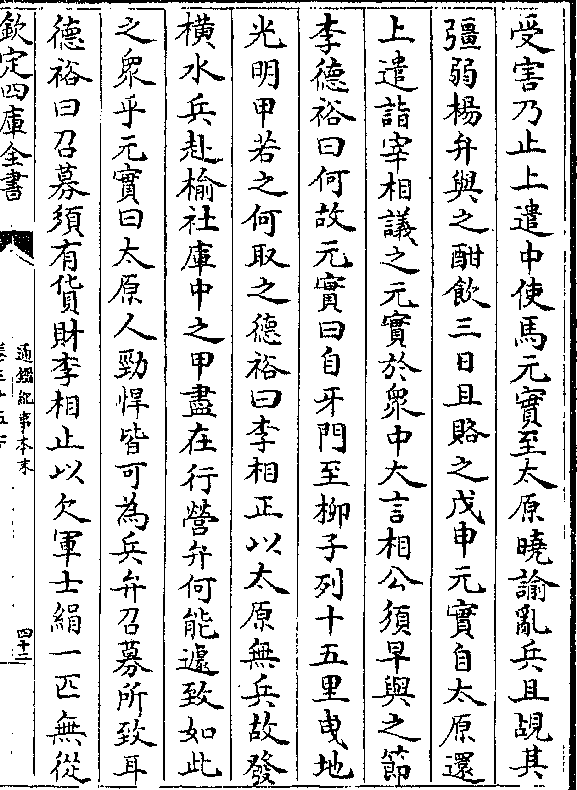 受害乃止上遣中使馬元實至太原曉諭亂兵且覘其
彊弱楊弁與之酣飲三日且賂之戊申元實自太原還
上遣詣宰相議之元實於衆中大言相公須早與之節
李德裕曰何故元實曰自牙門至柳子列十五里曳地
光明甲若之何取之德裕曰李相正以太原無兵故發
橫水兵赴榆社庫中之甲盡在行營弁何能遽致如此
之衆乎元實曰太原人勁悍皆可為兵弁召募所致耳
德裕曰召募須有貨財李相止以欠軍士絹一匹無從
欽定四庫全書
通鑑紀事本末
四十二